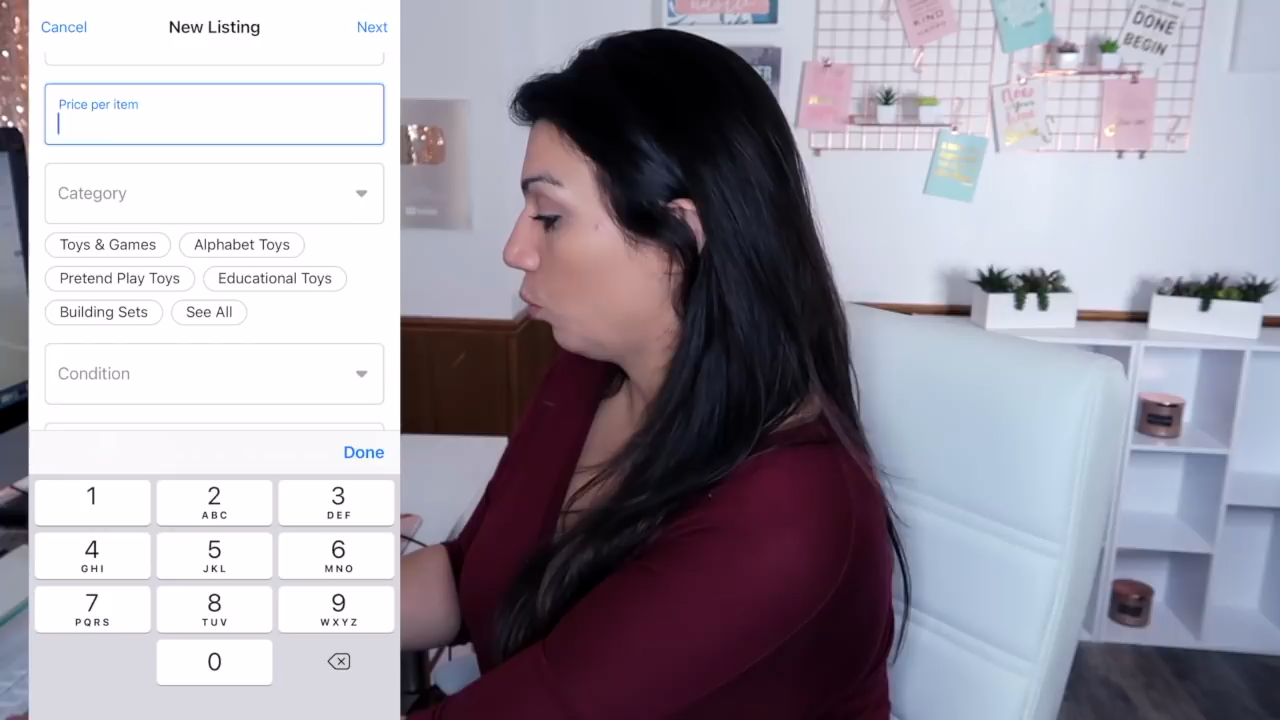 Cancel
New Listing
Next
Price per item
Category
Toys & Games
Alphabet Toys
Pretend Play Toys
Educational Toys
Building Sets
See All
Condition
Done
1
2
3
ABC
DEF
4
5
6
GHI
JKL
MNO
7
8
9
PQRS
TUV
WXYZ
0
KIND
DONE
BEGIN